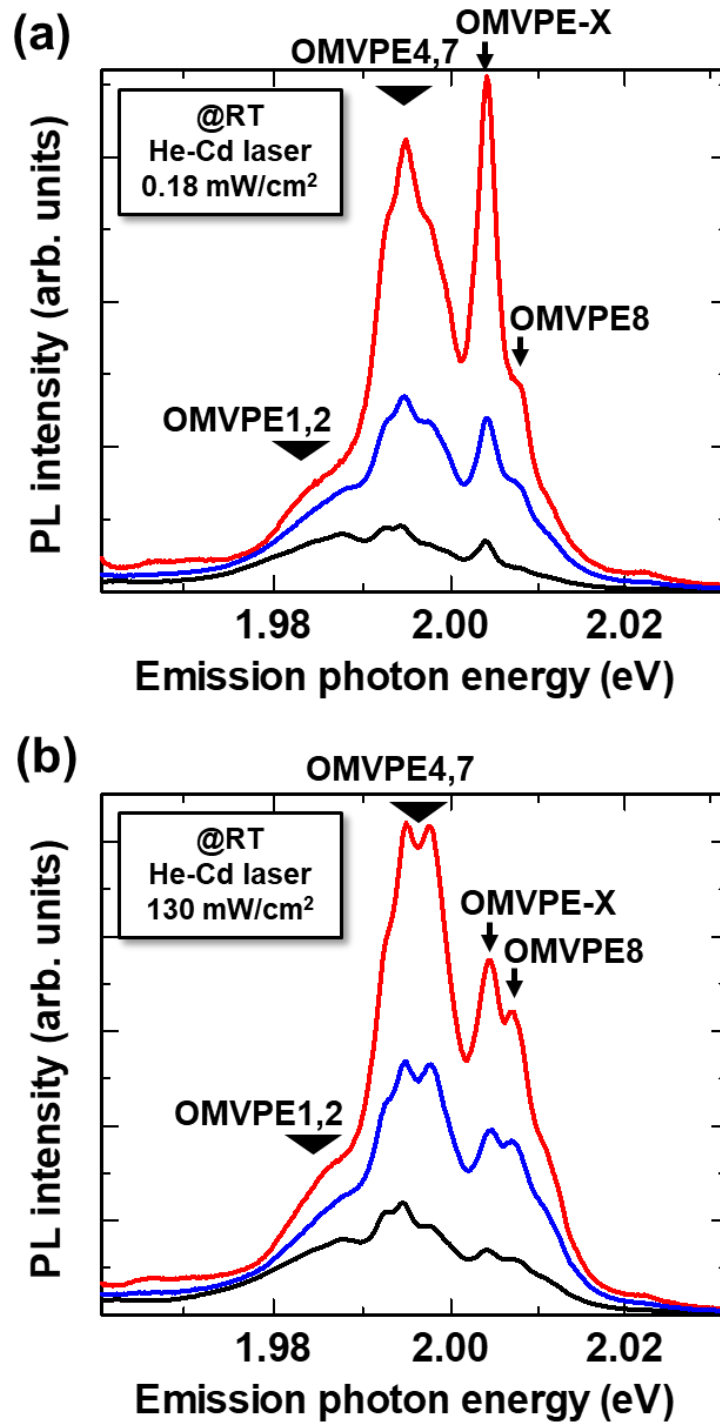 (a)
OMVPE-X
OMVPE4,7
@RT
He-Cd laser
0.18 mW/cm²
OMVPE8
OMVPE1,2
PL intensity (arb. units)
1.98 2.00 2.02
Emission photon energy (eV)
(b)
OMVPE4,7
@RT
He-Cd laser
130 mW/cm²
OMVPE-X
OMVPE8
OMVPE1,2
PL intensity (arb. units)
1.98 2.00 2.02
Emission photon energy (eV)